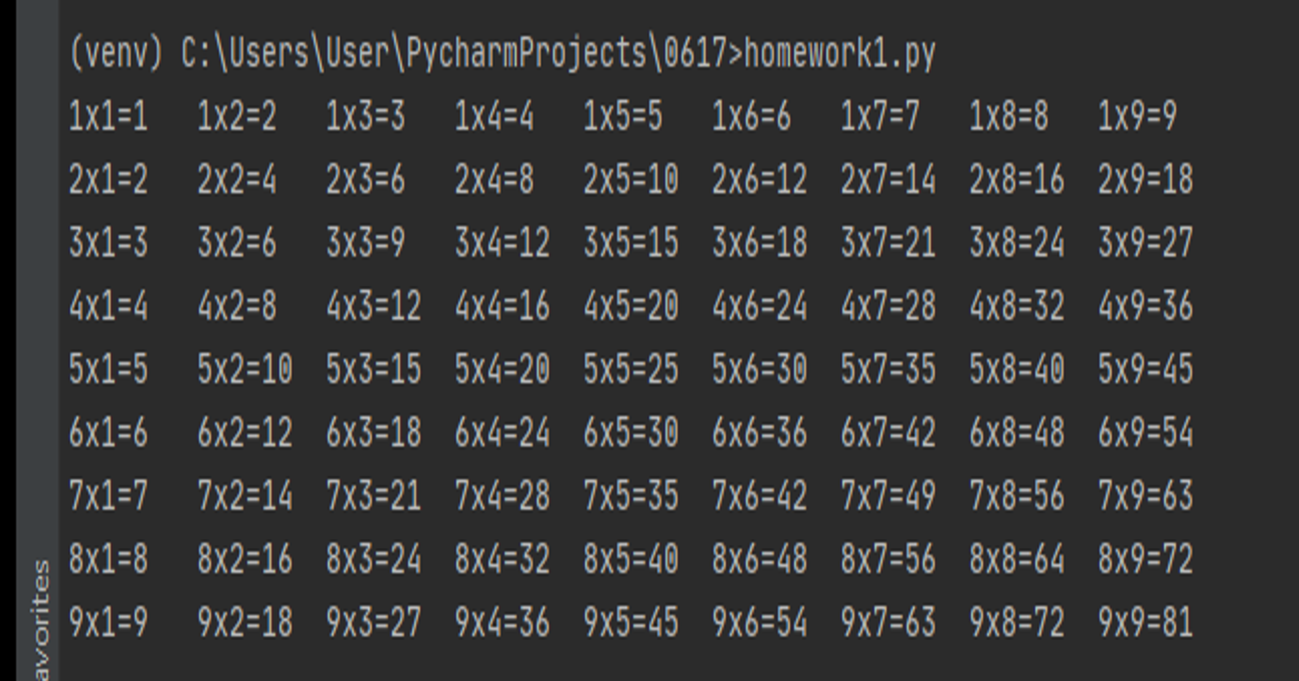 (venv) C:\Users\User\PycharmProjects\0617>homework1.py
1x1=1   1x2=2   1x3=3   1x4=4   1x5=5   1x6=6   1x7=7   1x8=8   1x9=9
2x1=2   2x2=4   2x3=6   2x4=8   2x5=10  2x6=12  2x7=14  2x8=16  2x9=18
3x1=3   3x2=6   3x3=9   3x4=12  3x5=15  3x6=18  3x7=21  3x8=24  3x9=27
4x1=4   4x2=8   4x3=12  4x4=16  4x5=20  4x6=24  4x7=28  4x8=32  4x9=36
5x1=5   5x2=10  5x3=15  5x4=20  5x5=25  5x6=30  5x7=35  5x8=40  5x9=45
6x1=6   6x2=12  6x3=18  6x4=24  6x5=30  6x6=36  6x7=42  6x8=48  6x9=54
7x1=7   7x2=14  7x3=21  7x4=28  7x5=35  7x6=42  7x7=49  7x8=56  7x9=63
8x1=8   8x2=16  8x3=24  8x4=32  8x5=40  8x6=48  8x7=56  8x8=64  8x9=72
9x1=9   9x2=18  9x3=27  9x4=36  9x5=45  9x6=54  9x7=63  9x8=72  9x9=81
avorites